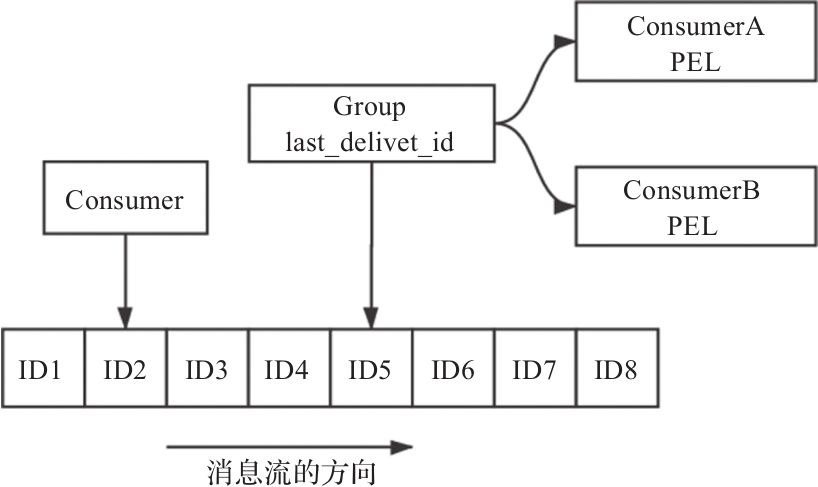 ConsumerA
PEL
Group
last_delivet_id
Consumer
ConsumerB
PEL
ID1 ID2 ID3 ID4 ID5 ID6 ID7 ID8
消息流的方向